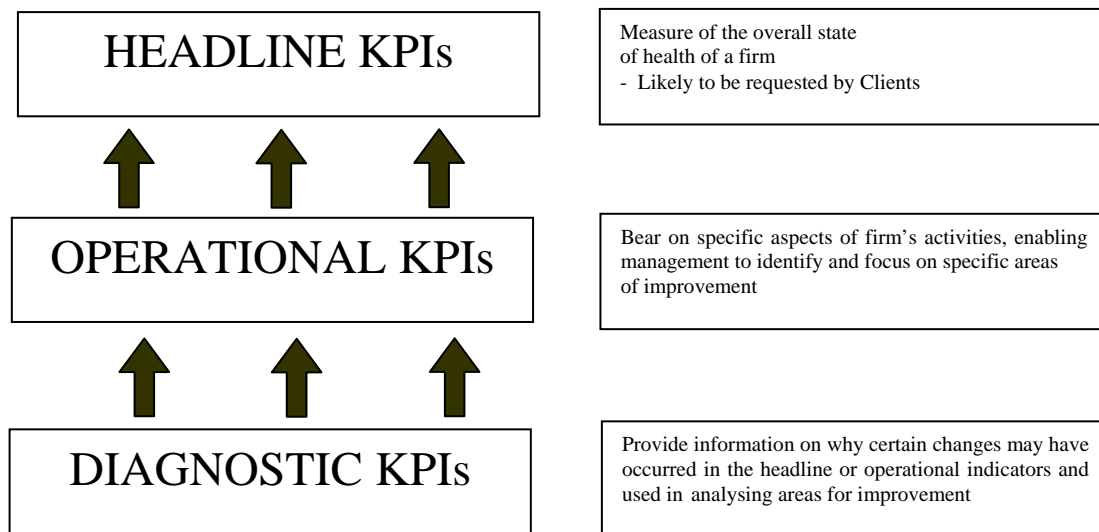 HEADLINE KPIs
Measure of the overall state
of health of a firm
- Likely to be requested by Clients
OPERATIONAL KPIs
Bear on specific aspects of firm's activities, enabling
management to identify and focus on specific areas
of improvement
DIAGNOSTIC KPIs
Provide information on why certain changes may have
occurred in the headline or operational indicators and
used in analysing areas for improvement